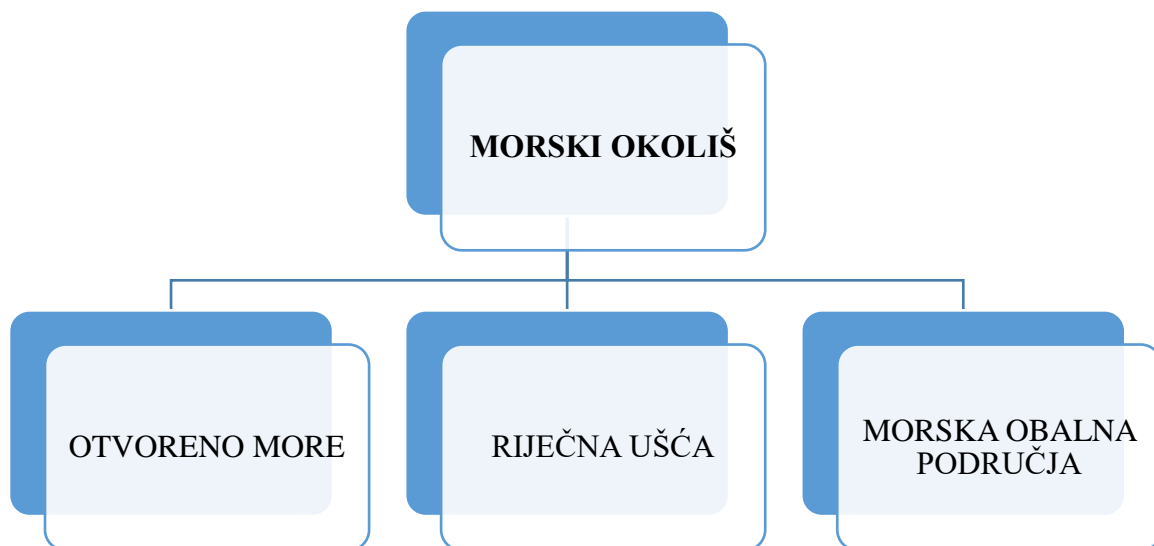 MORSKI OKOLIŠ
OTVORENO MORE
RIJEČNA UŠĆA
MORSKA OBALNA
PODRUČJA